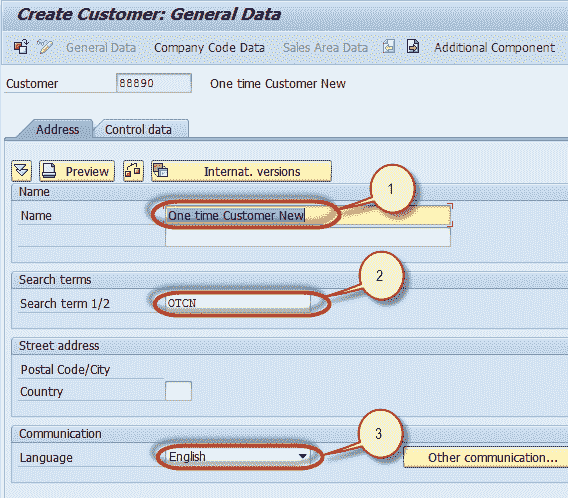 Create Customer: General Data
General Data Company Code Data Sales Area Data Additional Component
Customer 88890 One time Customer New
Address Control data
Preview Internat. versions
Name
Name One time Customer New
1
Search terms
2
Search term 1/2 OTCN
Street address
Postal Code/City
Country
Communication
3
Language English Other communication...